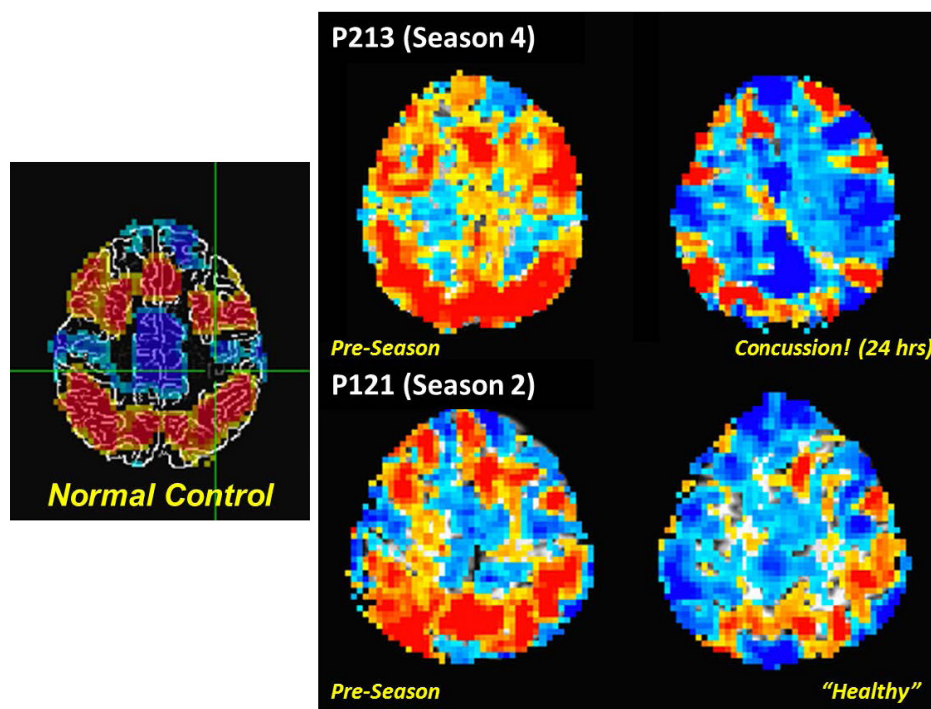 P213 (Season 4)
Pre-Season
Concussion! (24 hrs)
Normal Control
P121 (Season 2)
Pre-Season
“Healthy”